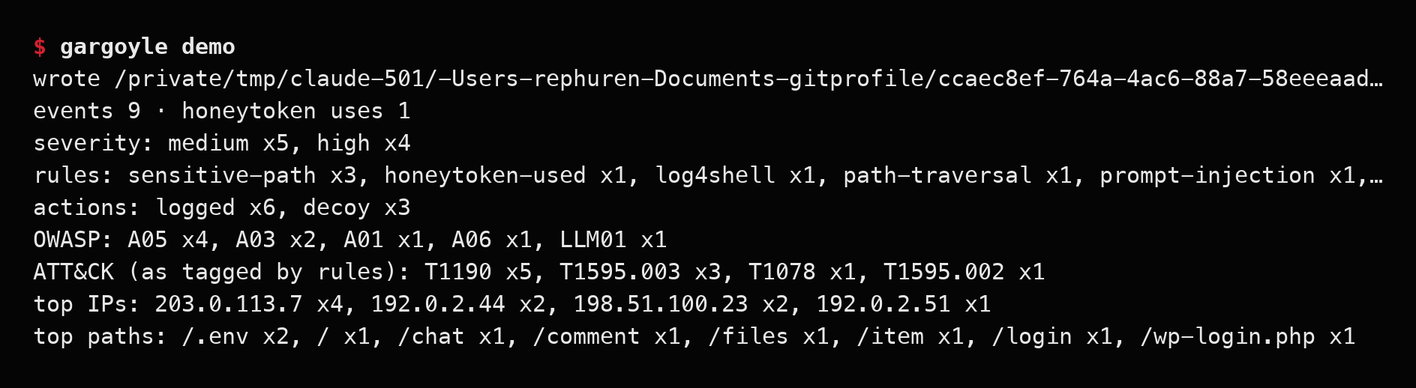 $ gargoyle demo
wrote /private/tmp/claude-501/-Users-rephuren-Documents-gitprofile/ccaec8ef-764a-4ac6-88a7-58eeeaad…
events 9 · honeytoken uses 1
severity: medium x5, high x4
rules: sensitive-path x3, honeytoken-used x1, log4shell x1, path-traversal x1, prompt-injection x1,…
actions: logged x6, decoy x3
OWASP: A05 x4, A03 x2, A01 x1, A06 x1, LLM01 x1
ATT&CK (as tagged by rules): T1190 x5, T1595.003 x3, T1078 x1, T1595.002 x1
top IPs: 203.0.113.7 x4, 192.0.2.44 x2, 198.51.100.23 x2, 192.0.2.51 x1
top paths: /.env x2, / x1, /chat x1, /comment x1, /files x1, /item x1, /login x1, /wp-login.php x1